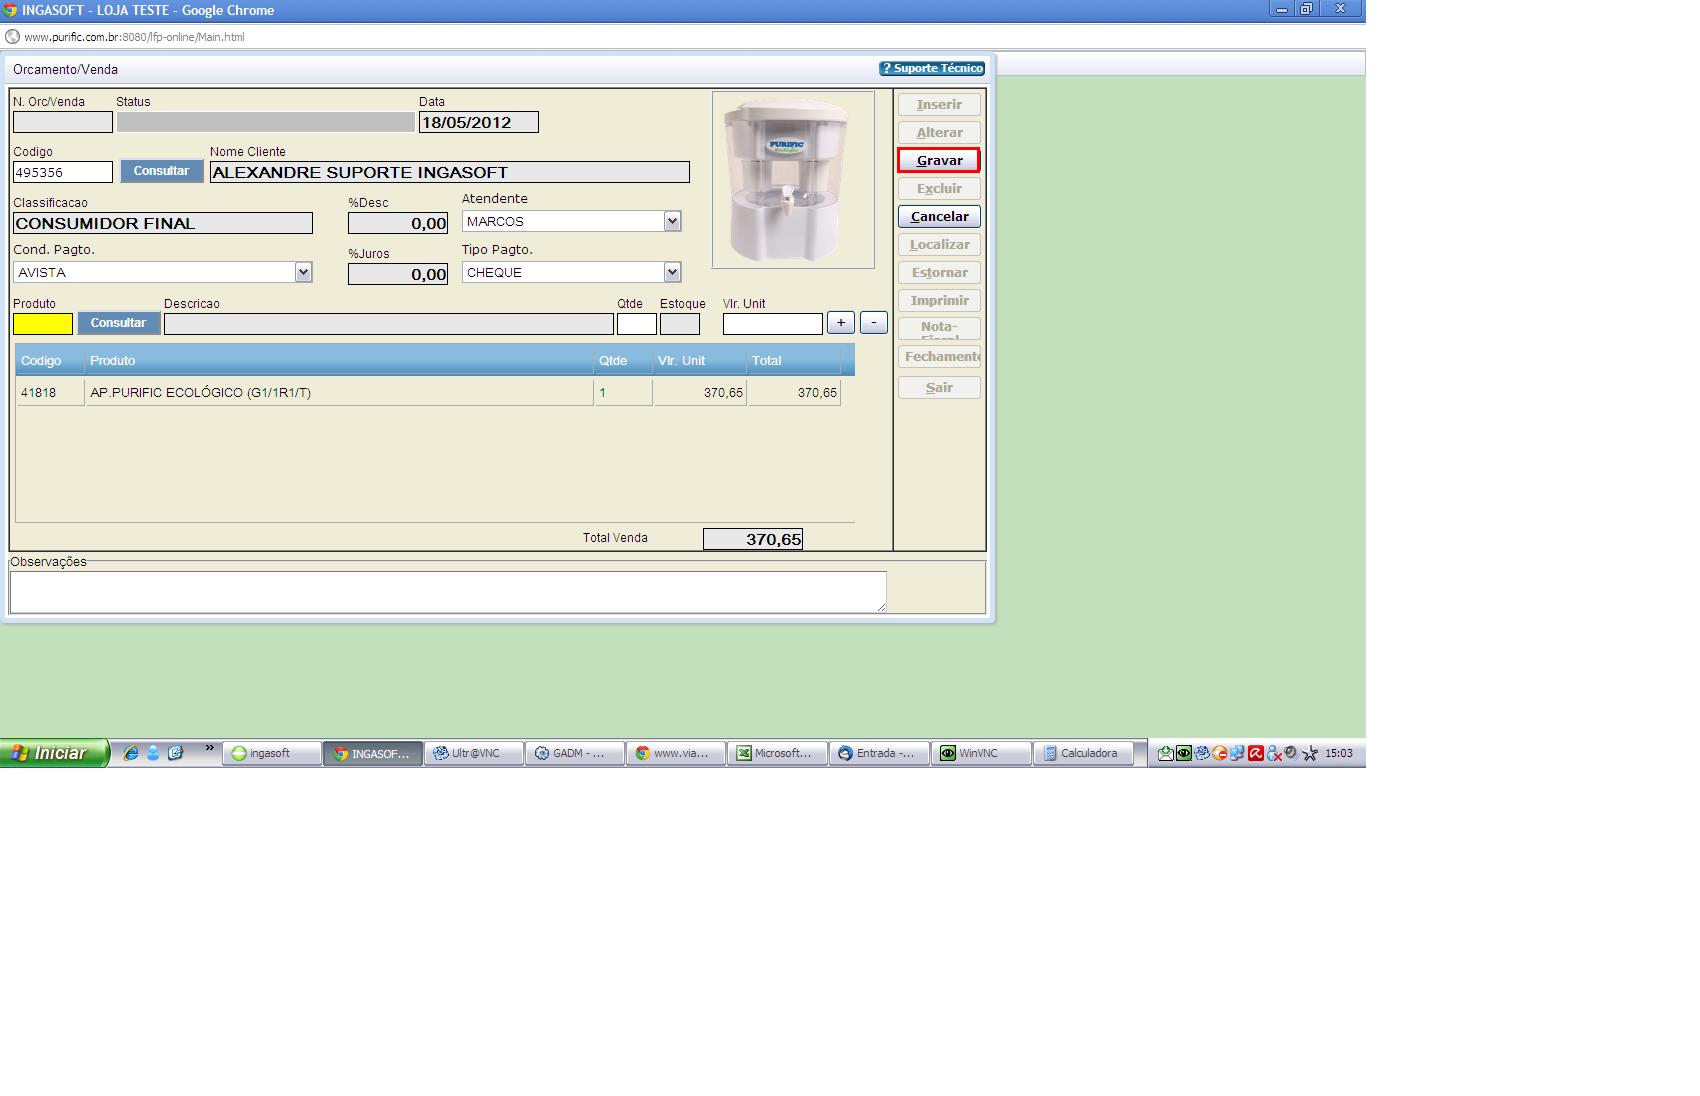 INGASOFT - LOJA TESTE - Google Chrome
www.purific.com.br:8080/lfp-online/Main.html
Orcamento/Venda
? Suporte Técnico
N. Orc/Venda Status Data
18/05/2012
Codigo Nome Cliente
495356 Consultar ALEXANDRE SUPORTE INGASOFT
Classificacao %Desc Atendente
CONSUMIDOR FINAL 0,00 MARCOS
Cond. Pagto. %Juros Tipo Pagto.
AVISTA 0,00 CHEQUE
PURIFIC
Produto Descricao Qtde Estoque Vlr. Unit
Consultar + -
Codigo Produto Qtde Vlr. Unit Total
41818 AP.PURIFIC ECOLÓGICO (G1/1R1/T) 1 370,65 370,65
Total Venda 370,65
Observações
Inserir
Alterar
Gravar
Excluir
Cancelar
Localizar
Estornar
Imprimir
Nota-
Fiscal
Fechamento
Sair
Iniciar » ingasoft INGASOF... Ultr@VNC GADM - ... www.via... Microsoft... Entrada -... WinVNC Calculadora 15:03